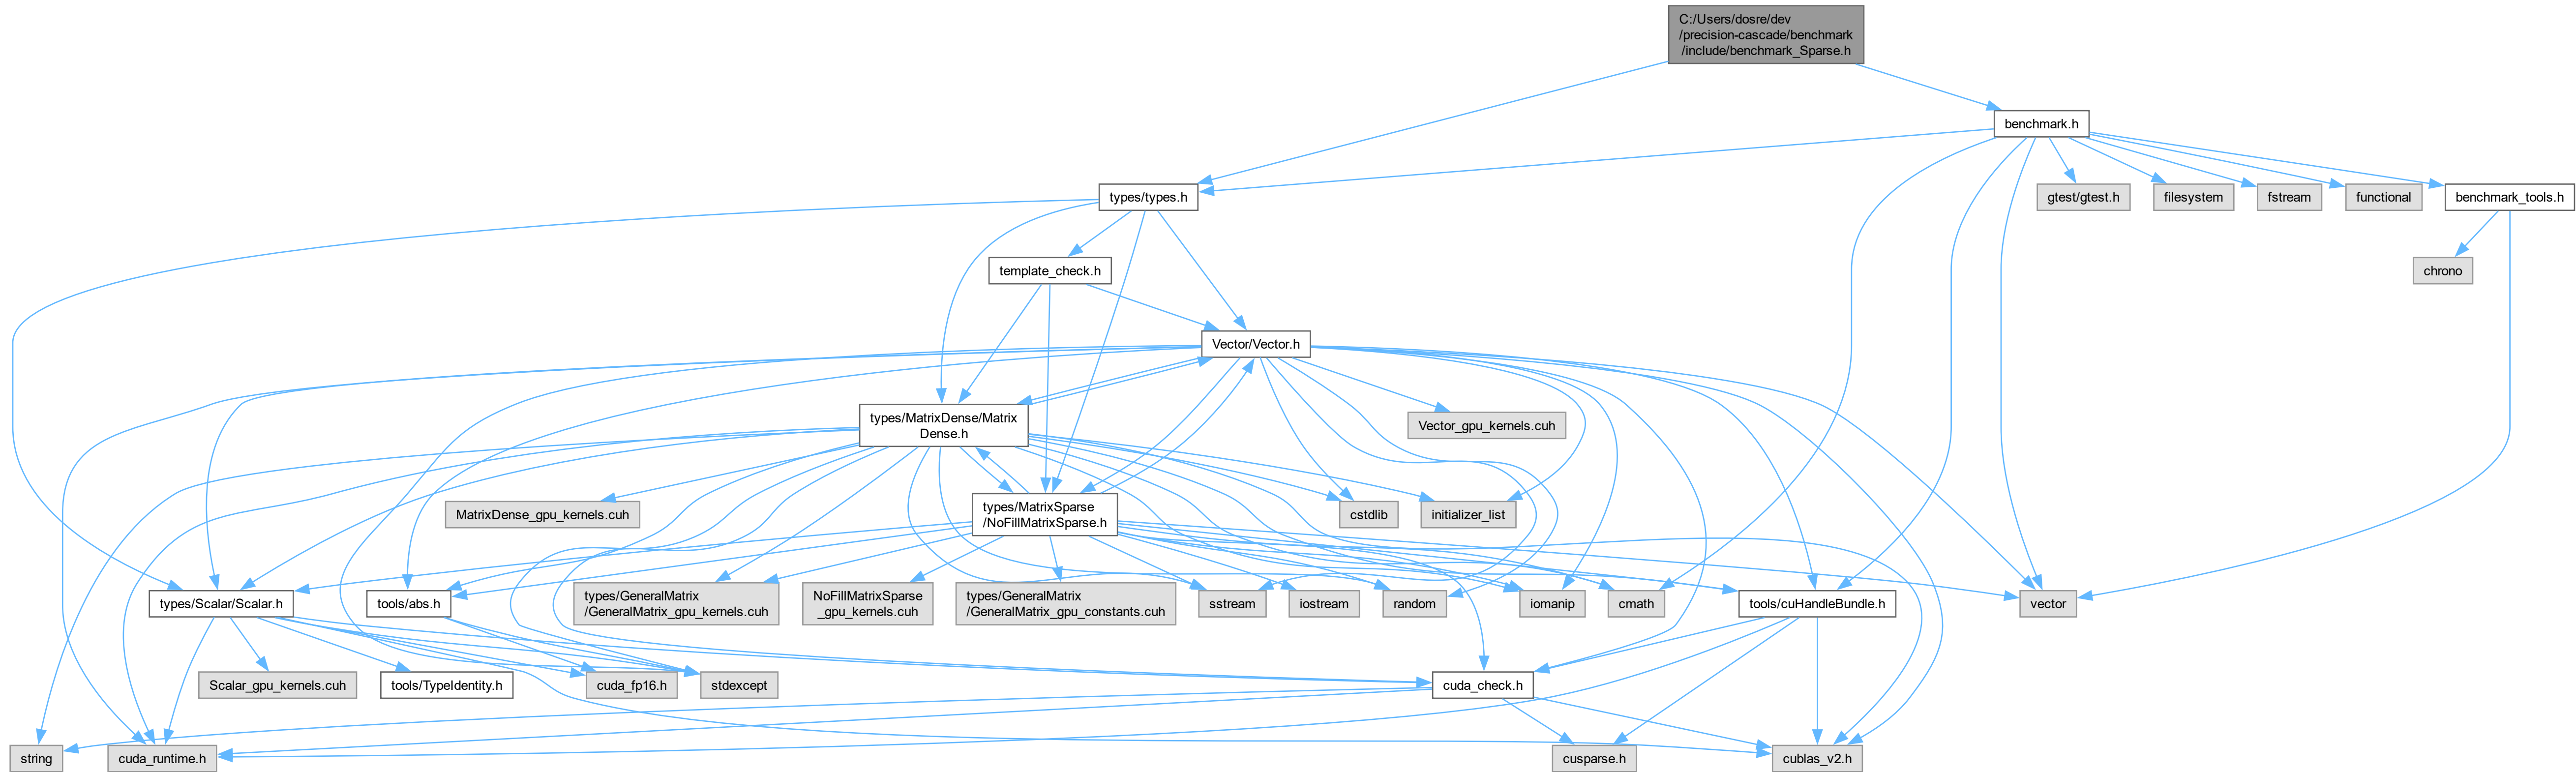 C:/Users/dosre/dev
/precision-cascade/benchmark
/include/benchmark_Sparse.h
benchmark.h
types/types.h
gtest/gtest.h
filesystem
fstream
functional
benchmark_tools.h
template_check.h
chrono
Vector/Vector.h
types/MatrixDense/Matrix
Dense.h
Vector_gpu_kernels.cuh
MatrixDense_gpu_kernels.cuh
types/MatrixSparse
/NoFillMatrixSparse.h
cstdlib
initializer_list
types/Scalar/Scalar.h
tools/abs.h
types/GeneralMatrix
/GeneralMatrix_gpu_kernels.cuh
NoFillMatrixSparse
_gpu_kernels.cuh
types/GeneralMatrix
/GeneralMatrix_gpu_constants.cuh
sstream
iostream
random
iomanip
cmath
tools/cuHandleBundle.h
vector
Scalar_gpu_kernels.cuh
tools/TypeIdentity.h
cuda_fp16.h
stdexcept
cuda_check.h
string
cuda_runtime.h
cusparse.h
cublas_v2.h